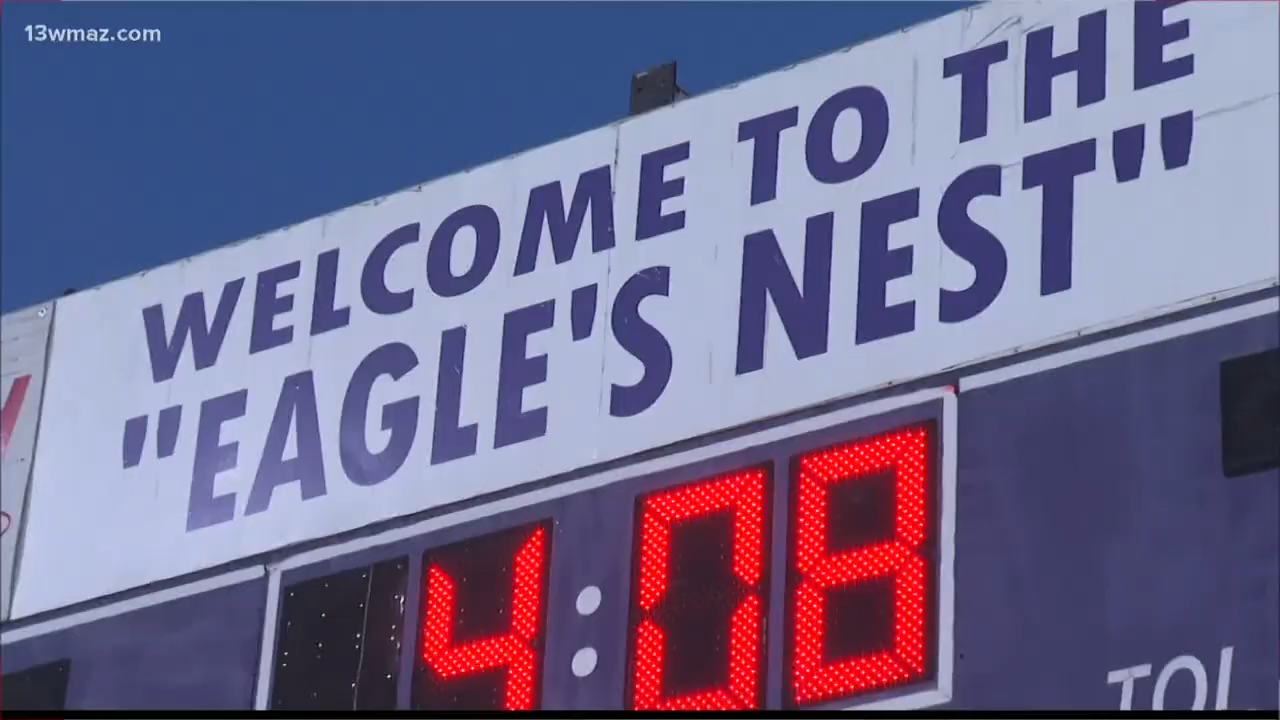 13wmaz.com
WELCOME TO THE
"EAGLE'S NEST"
4:08
TOL